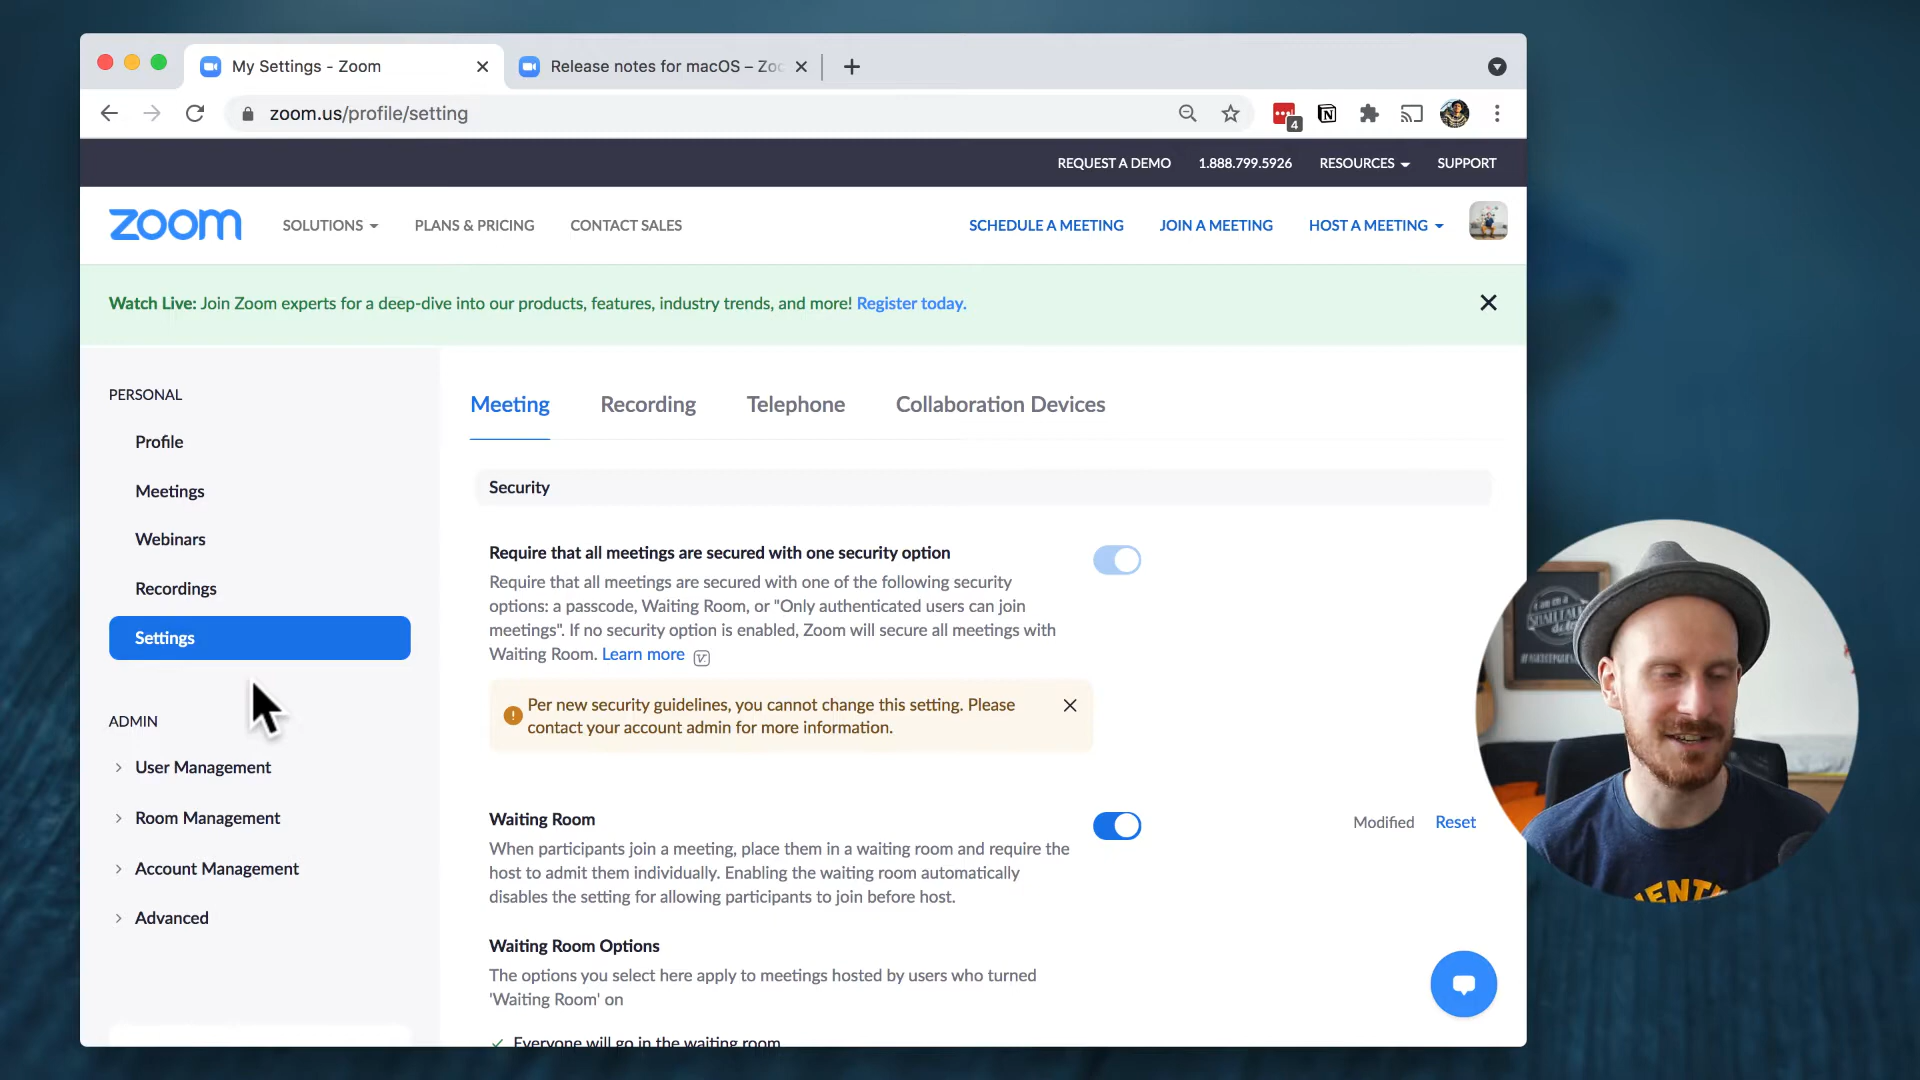 My Settings - Zoom
Release notes for macOS – Zoo
zoom.us/profile/setting
4
REQUEST A DEMO
1.888.799.5926
RESOURCES
SUPPORT
zoom
SOLUTIONS
PLANS & PRICING
CONTACT SALES
SCHEDULE A MEETING
JOIN A MEETING
HOST A MEETING
Watch Live: Join Zoom experts for a deep-dive into our products, features, industry trends, and more! Register today.
PERSONAL
Profile
Meetings
Webinars
Recordings
Settings
ADMIN
User Management
Room Management
Account Management
Advanced
Meeting
Recording
Telephone
Collaboration Devices
Security
Require that all meetings are secured with one security option
Require that all meetings are secured with one of the following security
options: a passcode, Waiting Room, or "Only authenticated users can join
meetings". If no security option is enabled, Zoom will secure all meetings with
Waiting Room. Learn more
Per new security guidelines, you cannot change this setting. Please
contact your account admin for more information.
Waiting Room
Modified
Reset
When participants join a meeting, place them in a waiting room and require the
host to admit them individually. Enabling the waiting room automatically
disables the setting for allowing participants to join before host.
Waiting Room Options
The options you select here apply to meetings hosted by users who turned
'Waiting Room' on
Everyone will go in the waiting room